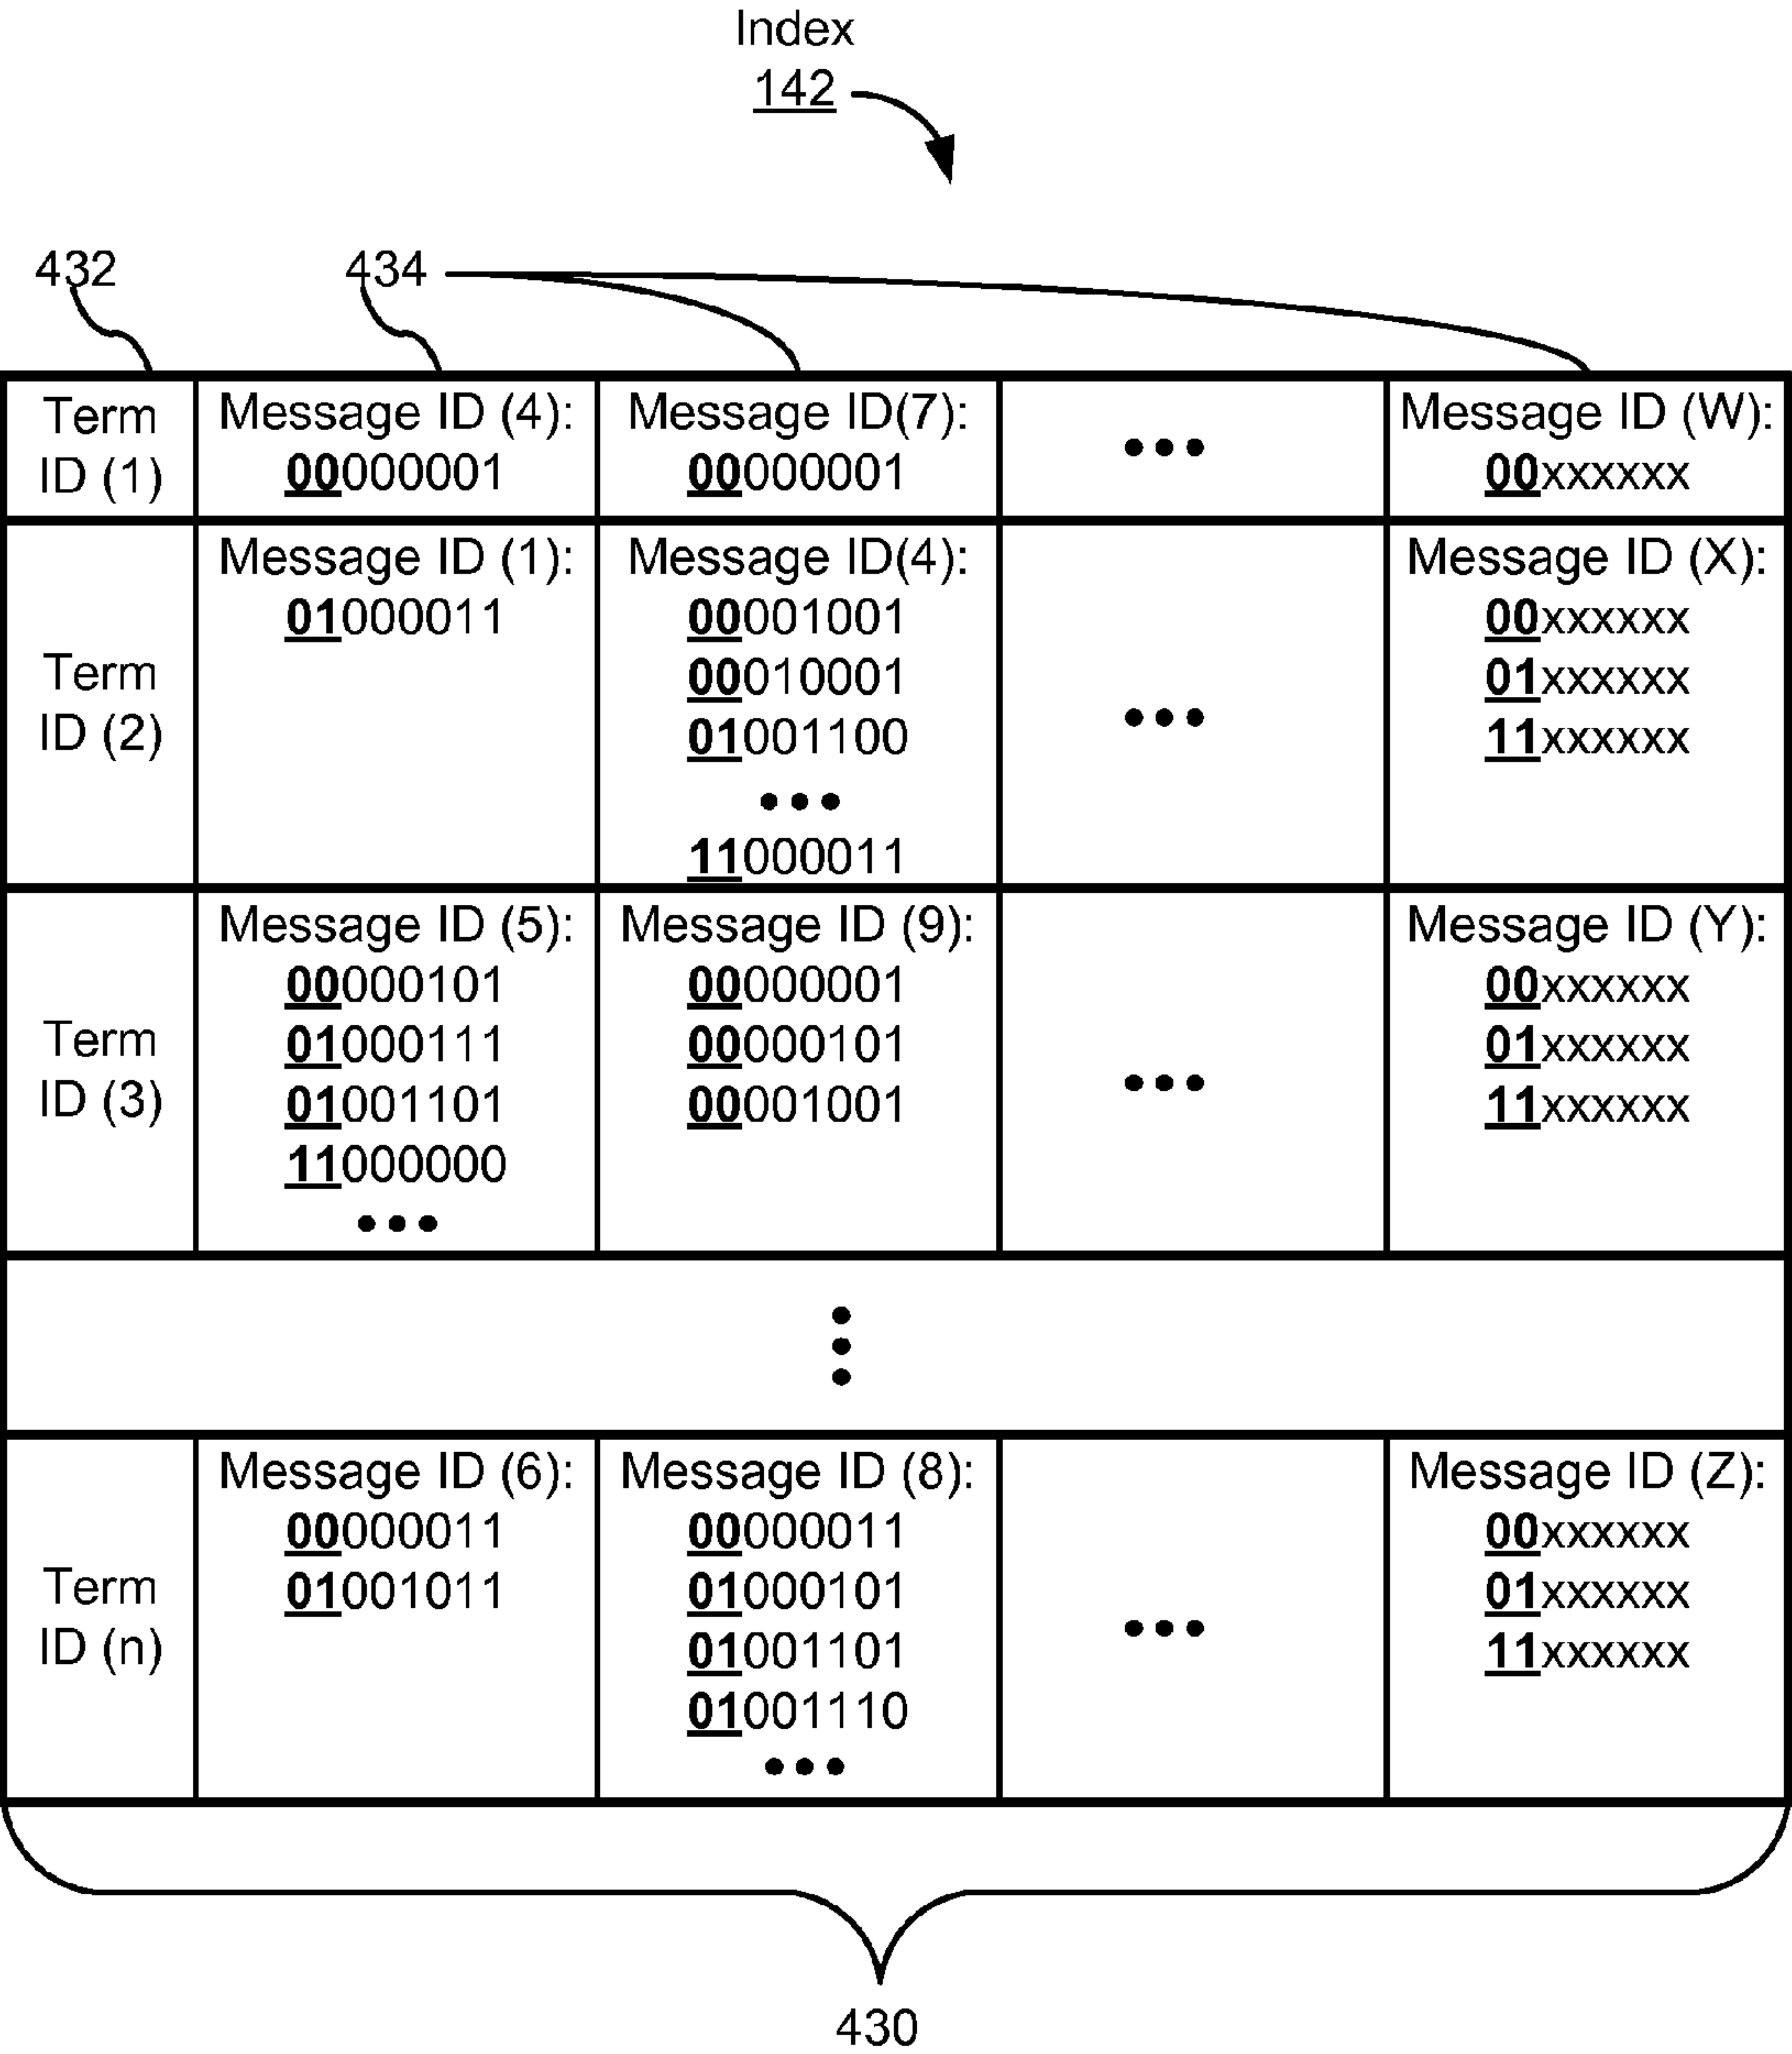 Index
142
432 434
Term
ID (1)
Message ID (4):
00000001
Message ID(7):
00000001
•••
Message ID (W):
00xxxxxx
Term
ID (2)
Message ID (1):
01000011
Message ID(4):
00001001
00010001
01001100
•••
11000011
•••
Message ID (X):
00xxxxxx
01xxxxxx
11xxxxxx
Term
ID (3)
Message ID (5):
00000101
01000111
01001101
11000000
•••
Message ID (9):
00000001
00000101
00001001
•••
Message ID (Y):
00xxxxxx
01xxxxxx
11xxxxxx
Term
ID (n)
Message ID (6):
00000011
01001011
Message ID (8):
00000011
01000101
01001101
01001110
•••
•••
Message ID (Z):
00xxxxxx
01xxxxxx
11xxxxxx
430